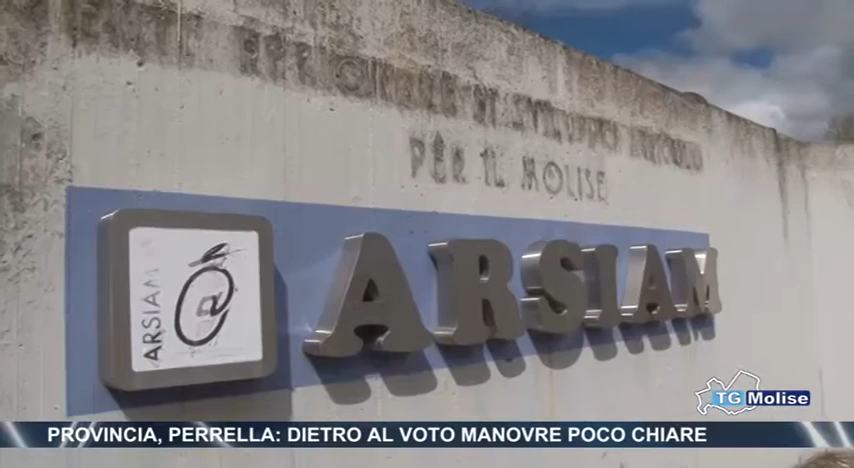 PER IL MOLISE
ARSIAM
ARSIAM
TG Molise
PROVINCIA, PERRELLA: DIETRO AL VOTO MANOVRE POCO CHIARE